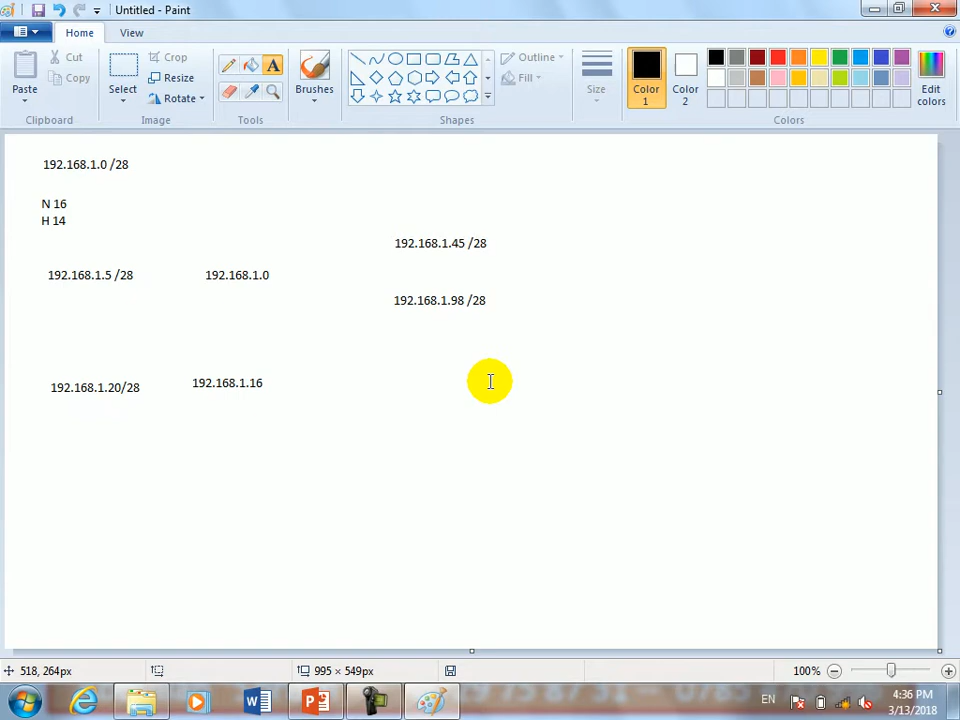 Untitled - Paint
Home
View
Paste
Cut
Copy
Clipboard
Select
Crop
Resize
Rotate
Image
A
Tools
Brushes
Shapes
Outline
Fill
Size
Color 1
Color 2
Edit colors
Colors
192.168.1.0 /28
N 16
H 14
192.168.1.45 /28
192.168.1.5 /28
192.168.1.0
192.168.1.98 /28
192.168.1.20/28
192.168.1.16
518, 264px
995 × 549px
100%
EN
4:36 PM
3/13/2018